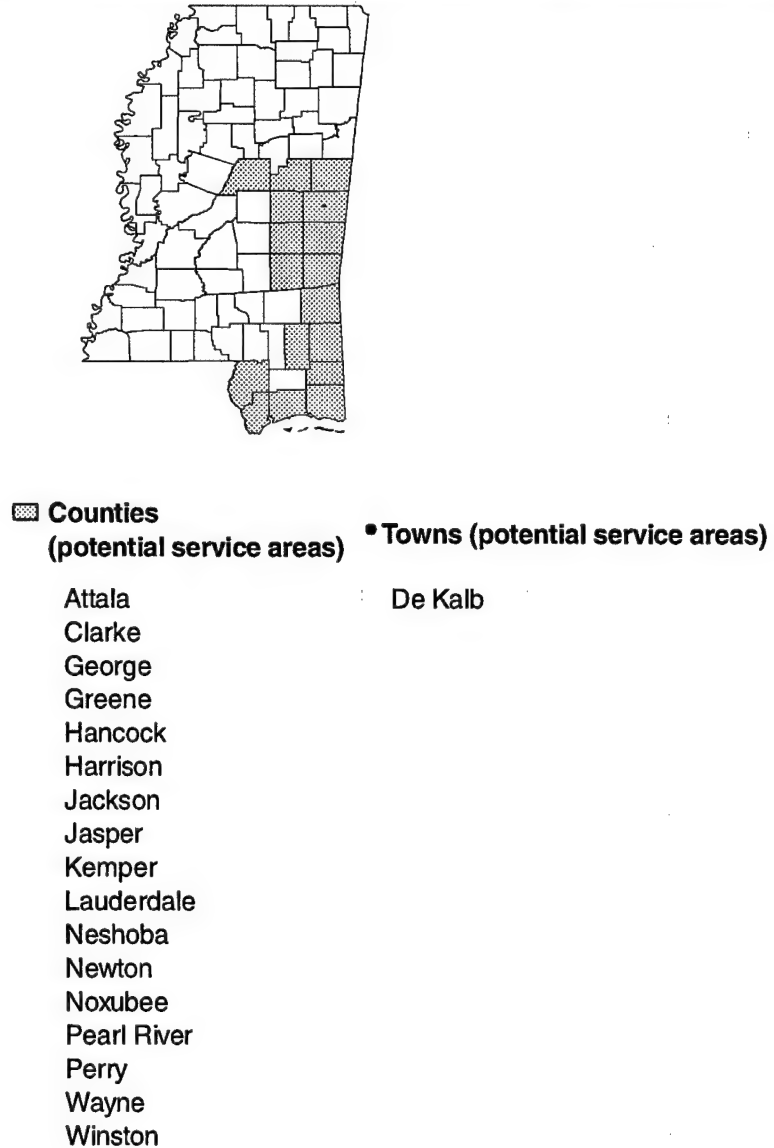 Counties
(potential service areas)
Attala
Clarke
George
Greene
Hancock
Harrison
Jackson
Jasper
Kemper
Lauderdale
Neshoba
Newton
Noxubee
Pearl River
Perry
Wayne
Winston
• Towns (potential service areas)
De Kalb